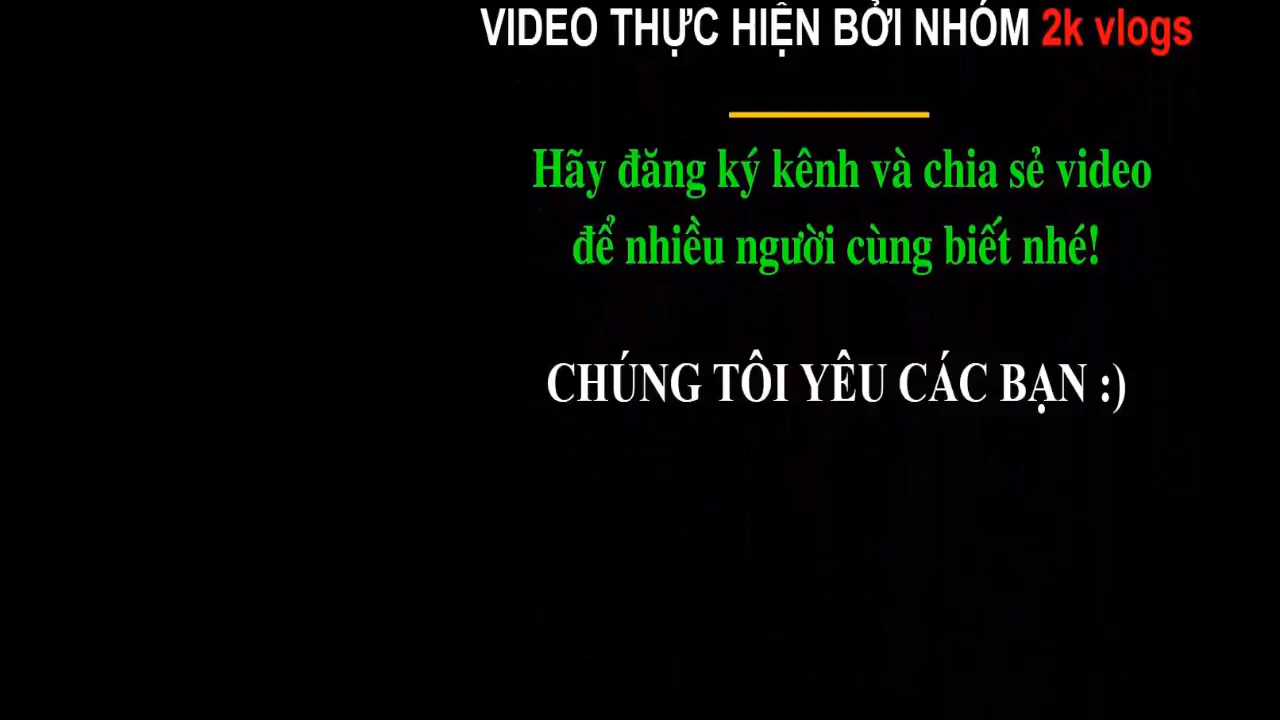 VIDEO THỰC HIỆN BỞI NHÓM 2k vlogs
Hãy đăng ký kênh và chia sẻ video
để nhiều người cùng biết nhé!
CHÚNG TÔI YÊU CÁC BẠN :)